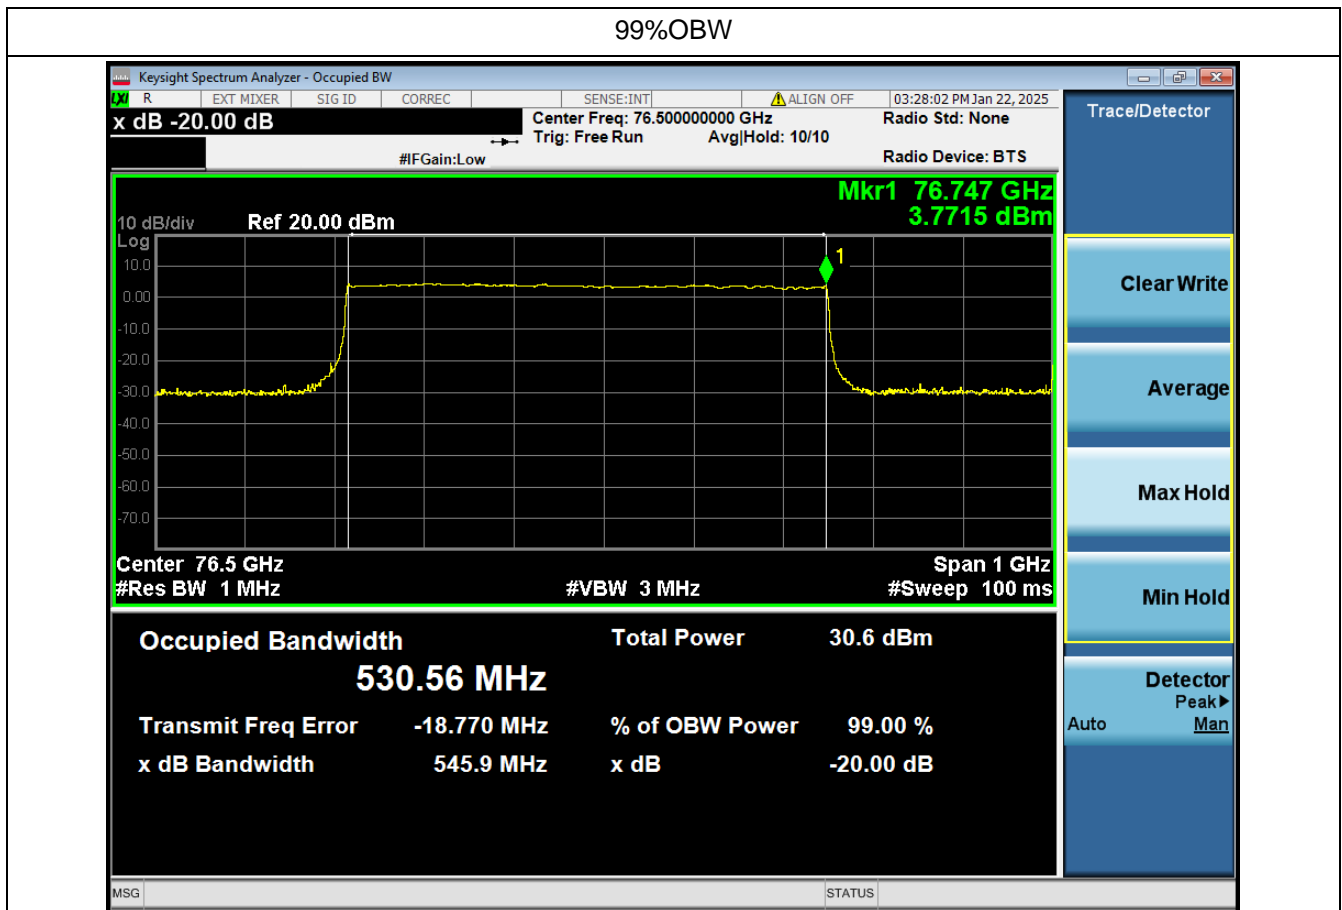 99%OBW
Keysight Spectrum Analyzer - Occupied BW
LXI R EXT MIXER SIG ID CORREC SENSE:INT ALIGN OFF 03:28:02 PM Jan 22, 2025
x dB -20.00 dB Center Freq: 76.500000000 GHz Radio Std: None
Trig: Free Run Avg|Hold: 10/10
#IFGain:Low Radio Device: BTS
Trace/Detector
Mkr1 76.747 GHz
10 dB/div Ref 20.00 dBm 3.7715 dBm
Log
1
10.0
0.00
-10.0
-20.0
-30.0
-40.0
-50.0
-60.0
-70.0
Center 76.5 GHz Span 1 GHz
#Res BW 1 MHz #VBW 3 MHz #Sweep 100 ms
Occupied Bandwidth Total Power 30.6 dBm
530.56 MHz
Transmit Freq Error -18.770 MHz % of OBW Power 99.00 %
x dB Bandwidth 545.9 MHz x dB -20.00 dB
Clear Write
Average
Max Hold
Min Hold
Detector
Peak▶
Auto Man
MSG STATUS